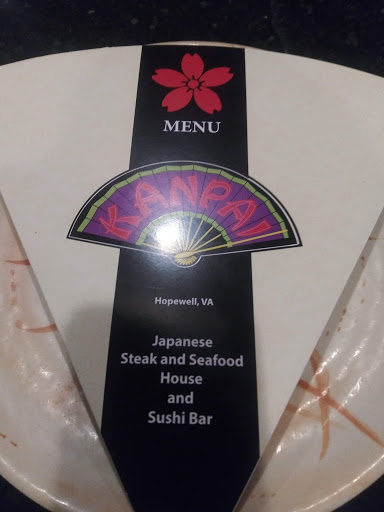 MENU
KANPAI
Hopewell, VA
Japanese
Steak and Seafood
House
and
Sushi Bar